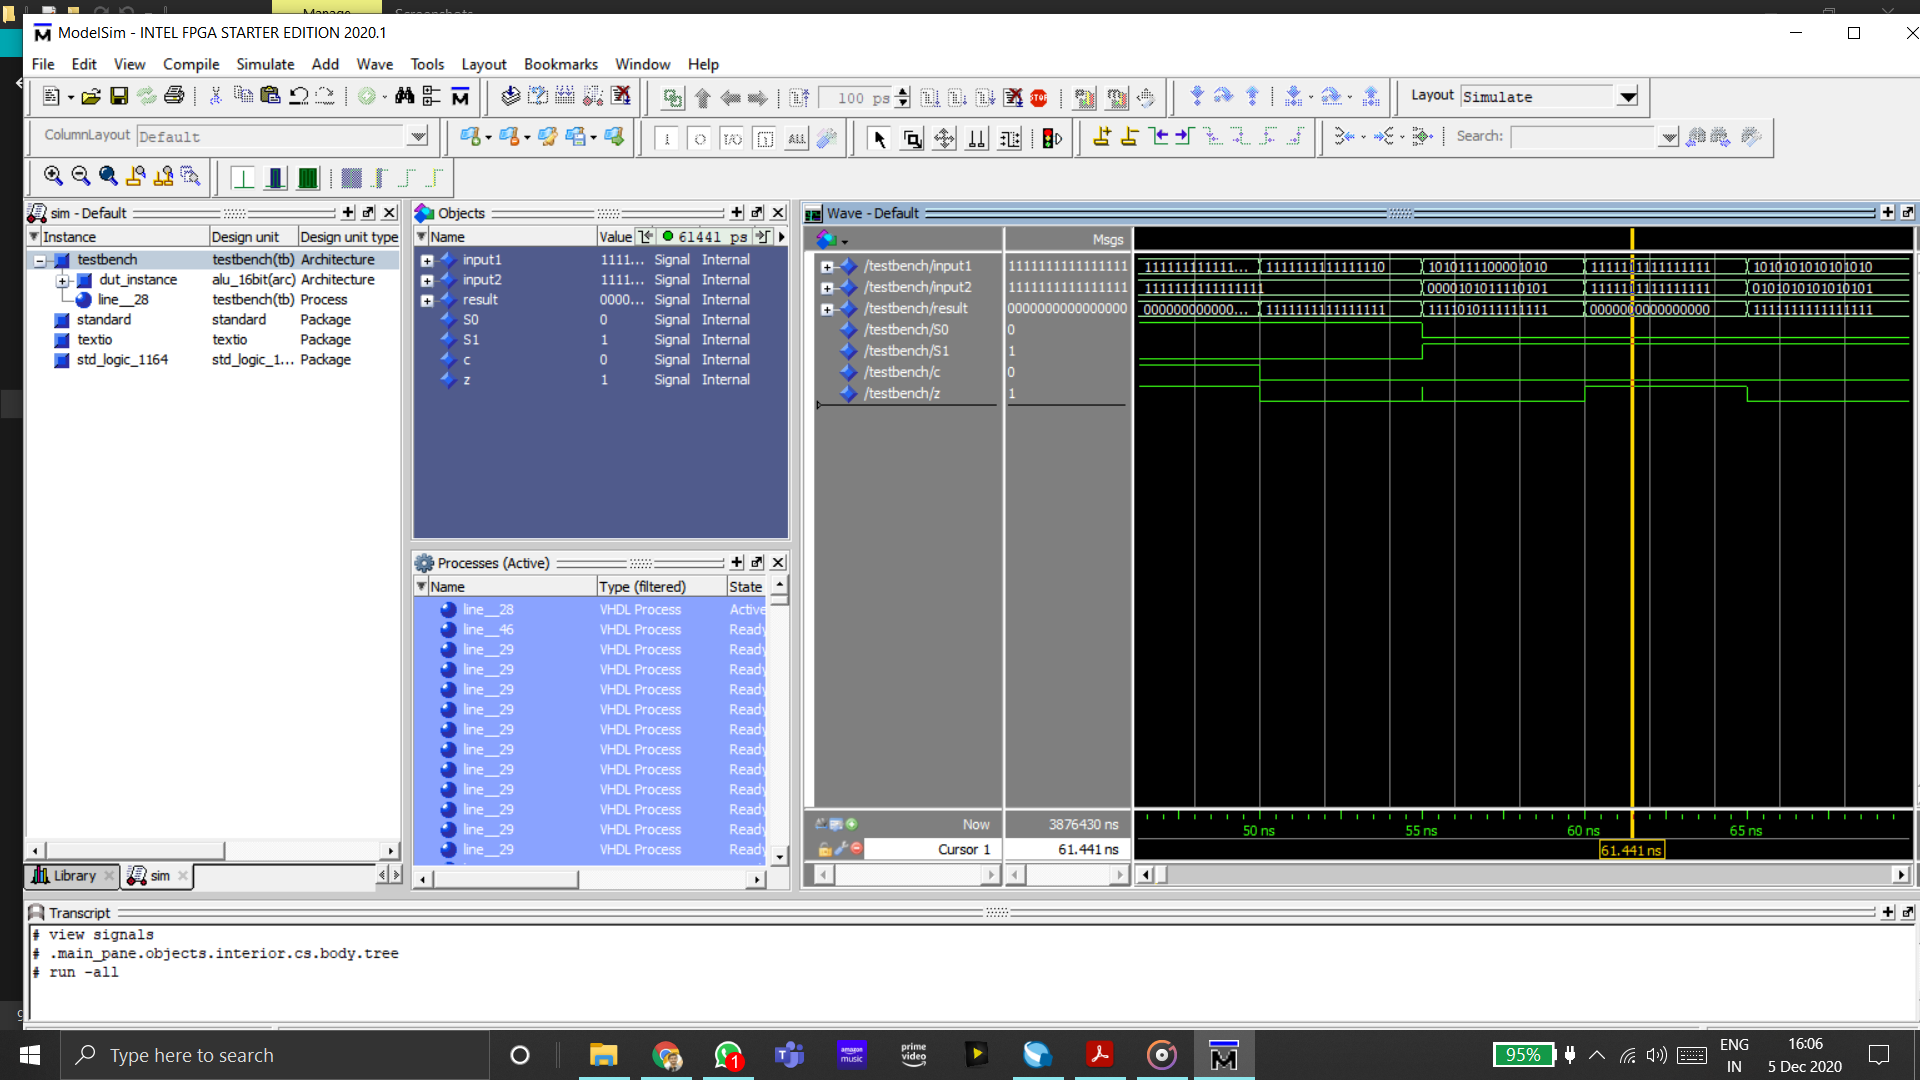 Manage
Screenshots
ModelSim - INTEL FPGA STARTER EDITION 2020.1
File Edit View Compile Simulate Add Wave Tools Layout Bookmarks Window Help
100 ps
STOP
Layout Simulate
ColumnLayout Default
I/O
ALL
Search:
sim - Default
Instance Design unit Design unit type
testbench testbench(tb) Architecture
dut_instance alu_16bit(arc) Architecture
line__28 testbench(tb) Process
standard standard Package
textio textio Package
std_logic_1164 std_logic_1... Package
Library
sim
Objects
Name Value 61441 ps
input1 1111... Signal Internal
input2 1111... Signal Internal
result 0000... Signal Internal
S0 0 Signal Internal
S1 1 Signal Internal
c 0 Signal Internal
z 1 Signal Internal
Processes (Active)
Name Type (filtered) State
line__28 VHDL Process Active
line__46 VHDL Process Ready
line__29 VHDL Process Ready
line__29 VHDL Process Ready
line__29 VHDL Process Ready
line__29 VHDL Process Ready
line__29 VHDL Process Ready
line__29 VHDL Process Ready
line__29 VHDL Process Ready
line__29 VHDL Process Ready
line__29 VHDL Process Ready
line__29 VHDL Process Ready
line__29 VHDL Process Ready
Wave - Default
Msgs
/testbench/input1 1111111111111111 111111111111... 1111111111111110 1010111100001010 1111111111111111 1010101010101010
/testbench/input2 1111111111111111 1111111111111111 0000101011110101 1111111111111111 0101010101010101
/testbench/result 0000000000000000 000000000000... 1111111111111111 1111010111111111 0000000000000000 1111111111111111
/testbench/S0 0
/testbench/S1 1
/testbench/c 0
/testbench/z 1
Now 3876430 ns
50 ns 55 ns 60 ns 65 ns
Cursor 1 61.441 ns
61.441 ns
Transcript
# view signals
# .main_pane.objects.interior.cs.body.tree
# run -all
Type here to search
1
amazon music
prime video
95%
ENG
IN
16:06
5 Dec 2020